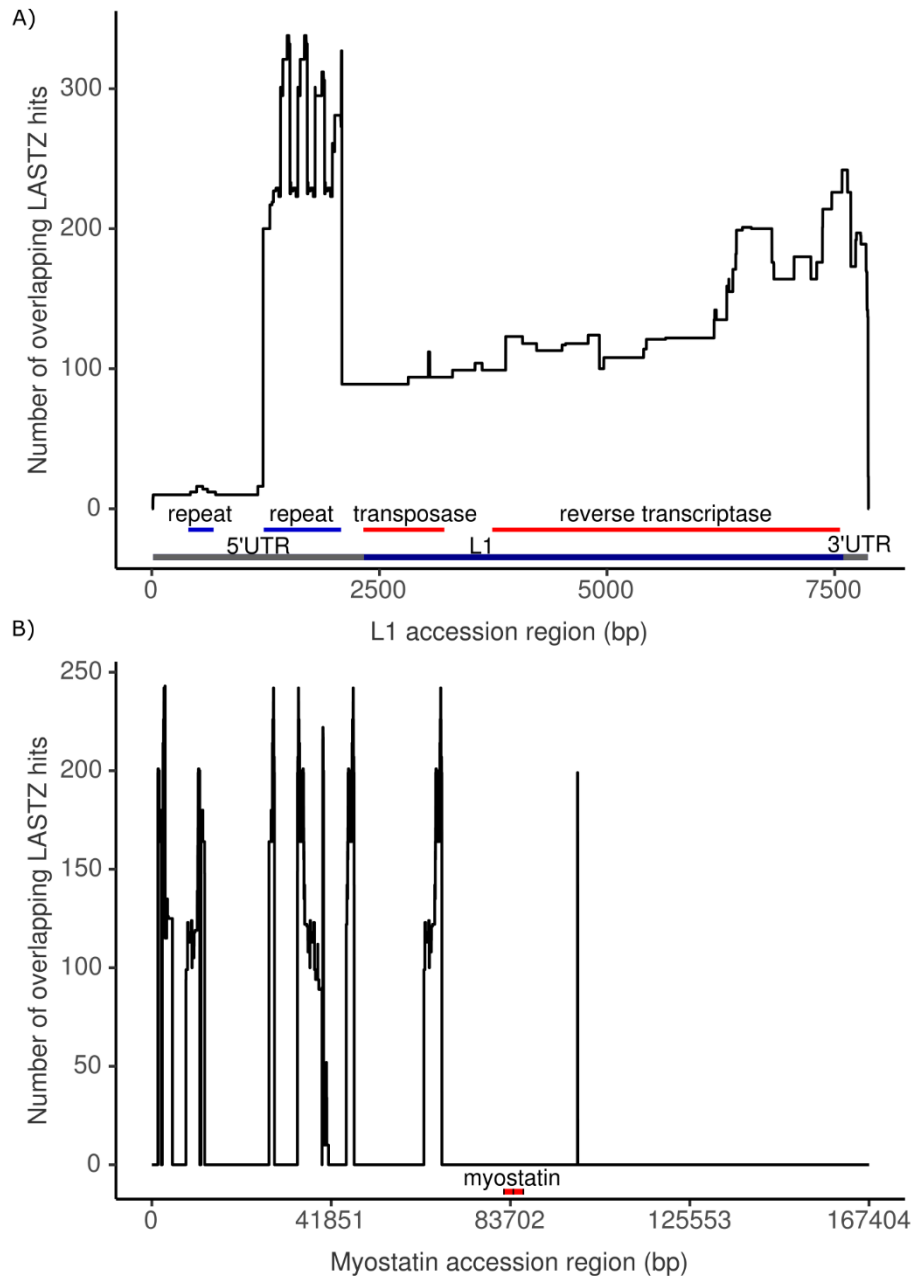 A)
Number of overlapping LASTZ hits
300
200
100
0
repeat repeat transposase reverse transcriptase
5'UTR L1 3'UTR
0 2500 5000 7500
L1 accession region (bp)
B)
Number of overlapping LASTZ hits
250
200
150
100
50
0
myostatin
0 41851 83702 125553 167404
Myostatin accession region (bp)